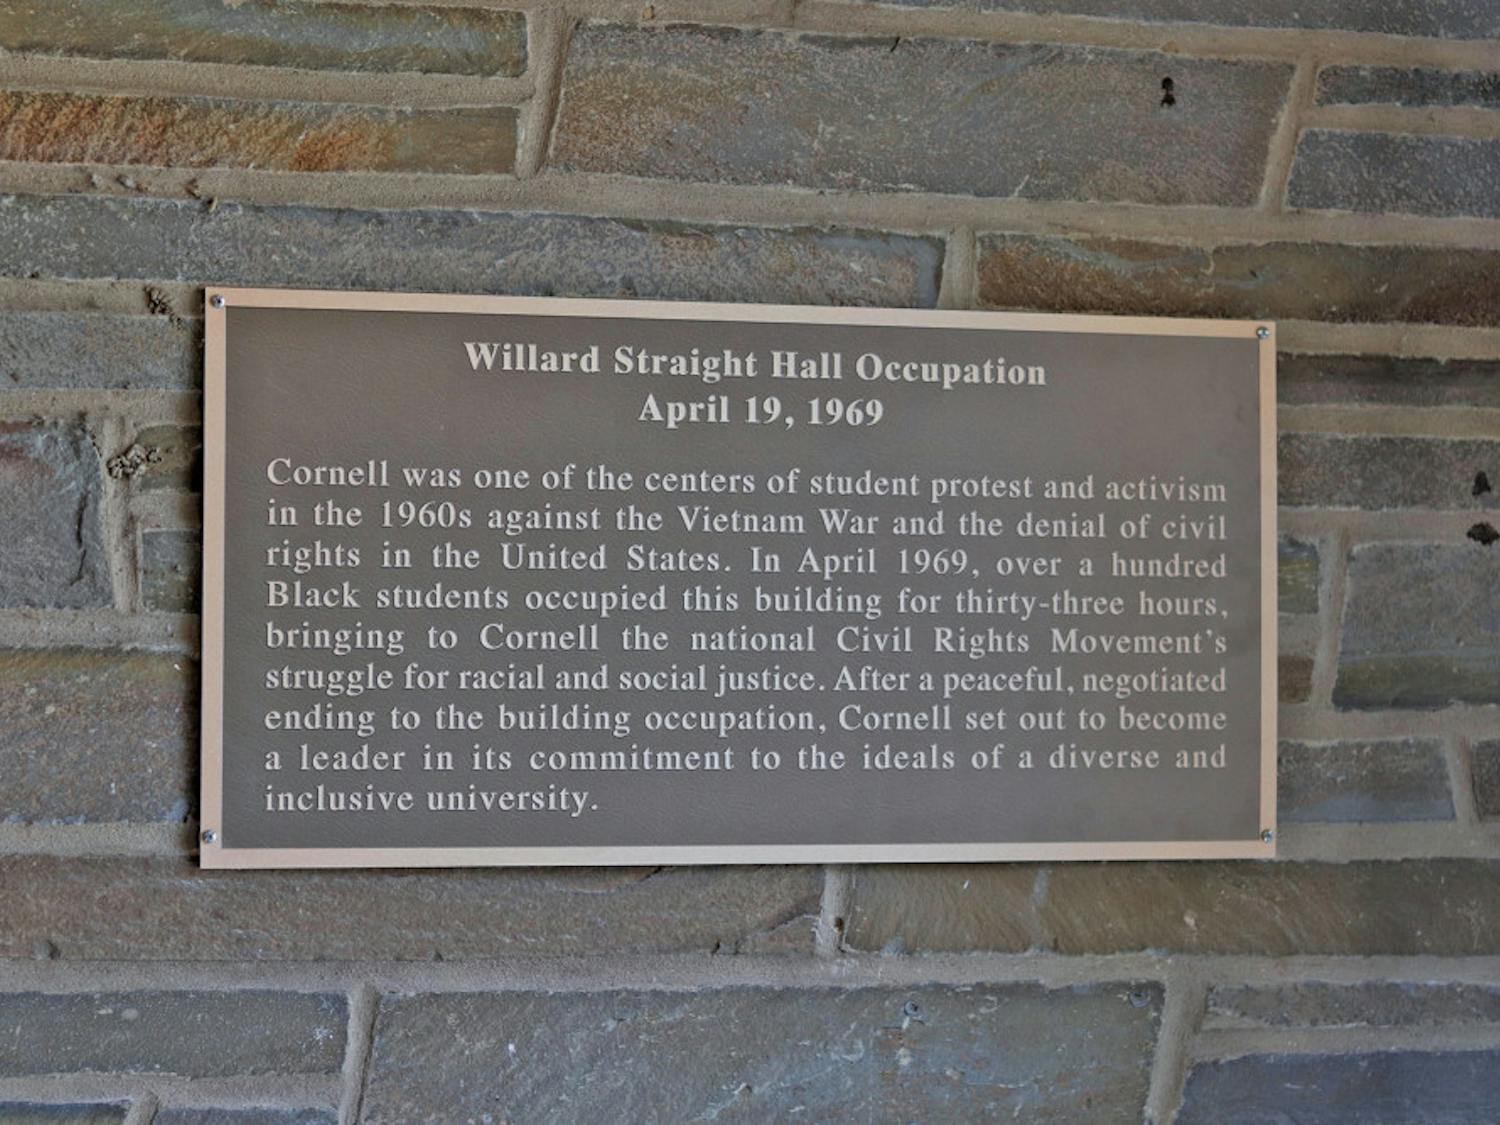 Willard Straight Hall Occupation
April 19, 1969
Cornell was one of the centers of student protest and activism
in the 1960s against the Vietnam War and the denial of civil
rights in the United States. In April 1969, over a hundred
Black students occupied this building for thirty-three hours,
bringing to Cornell the national Civil Rights Movement's
struggle for racial and social justice. After a peaceful, negotiated
ending to the building occupation, Cornell set out to become
a leader in its commitment to the ideals of a diverse and
inclusive university.